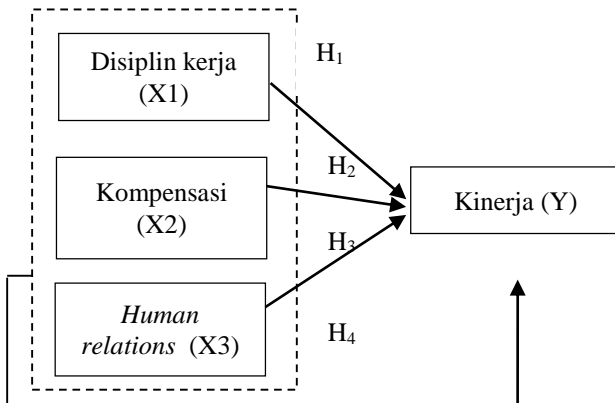 Disiplin kerja
(X1)
H1
Kompensasi
(X2)
H2
Kinerja (Y)
H3
Human
relations (X3)
H4